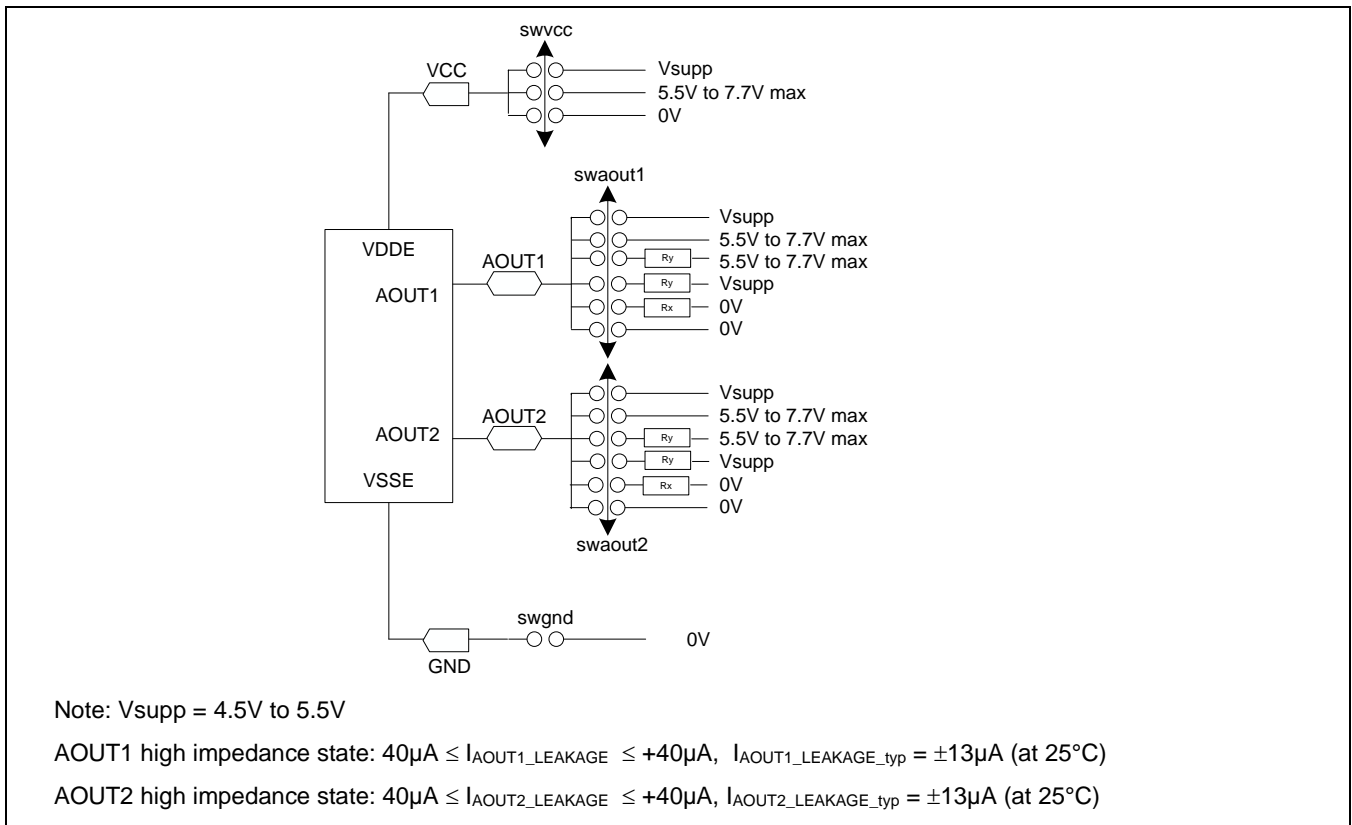 swvcc
VCC
Vsupp
5.5V to 7.7V max
0V
swaout1
Vsupp
5.5V to 7.7V max
Ry
5.5V to 7.7V max
Ry
Vsupp
Rx
0V
0V
VDDE
AOUT1
AOUT1
Vsupp
5.5V to 7.7V max
Ry
5.5V to 7.7V max
Ry
Vsupp
Rx
0V
0V
AOUT2
AOUT2
VSSE
swaout2
swgnd
0V
GND
Note: Vsupp = 4.5V to 5.5V
AOUT1 high impedance state: 40µA ≤ IAOUT1_LEAKAGE ≤ +40µA, IAOUT1_LEAKAGE_typ = ±13µA (at 25°C)
AOUT2 high impedance state: 40µA ≤ IAOUT2_LEAKAGE ≤ +40µA, IAOUT2_LEAKAGE_typ = ±13µA (at 25°C)